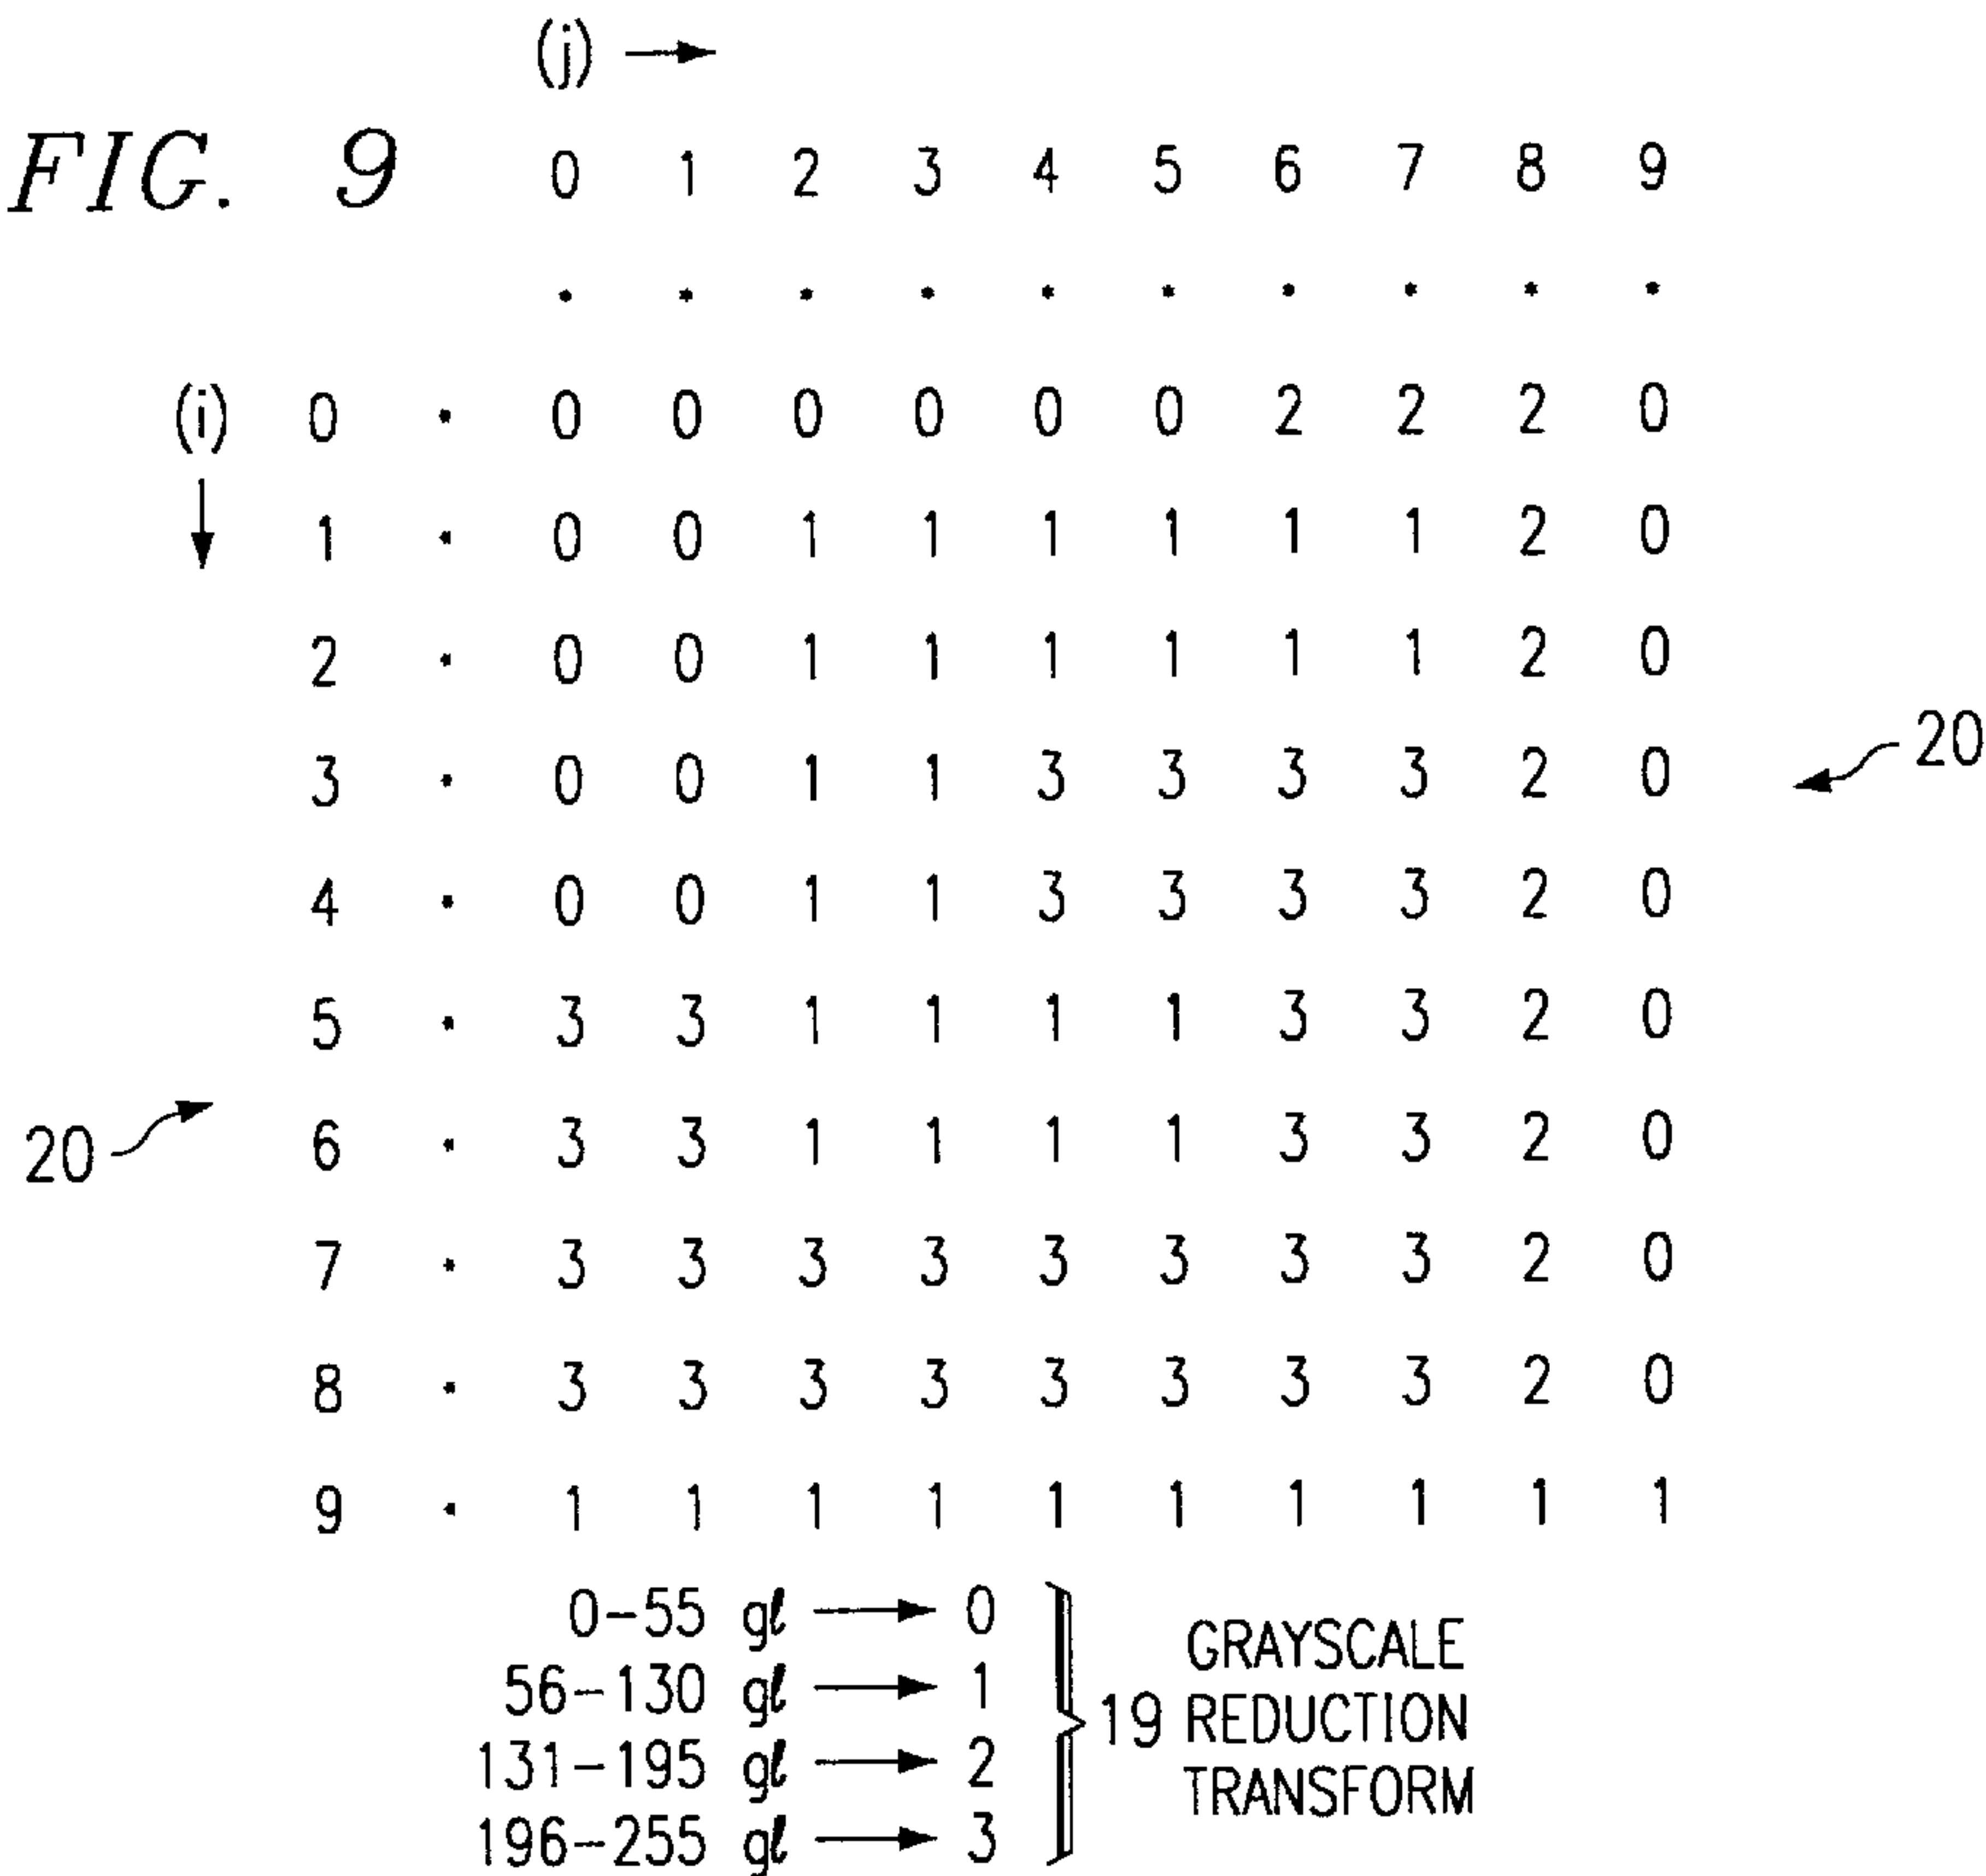 (j)
FIG. 9 0 1 2 3 4 5 6 7 8 9
. . . . . . . . . .
(i) 0 . 0 0 0 0 0 0 2 2 2 0
1 . 0 0 1 1 1 1 1 1 2 0
2 . 0 0 1 1 1 1 1 1 2 0
3 . 0 0 1 1 3 3 3 3 2 0
20
4 . 0 0 1 1 3 3 3 3 2 0
5 . 3 3 1 1 1 1 3 3 2 0
20 6 . 3 3 1 1 1 1 3 3 2 0
7 . 3 3 3 3 3 3 3 3 2 0
8 . 3 3 3 3 3 3 3 3 2 0
9 . 1 1 1 1 1 1 1 1 1 1
0-55 gℓ → 0
56-130 gℓ → 1
131-195 gℓ → 2
196-255 gℓ → 3
GRAYSCALE
19 REDUCTION
TRANSFORM